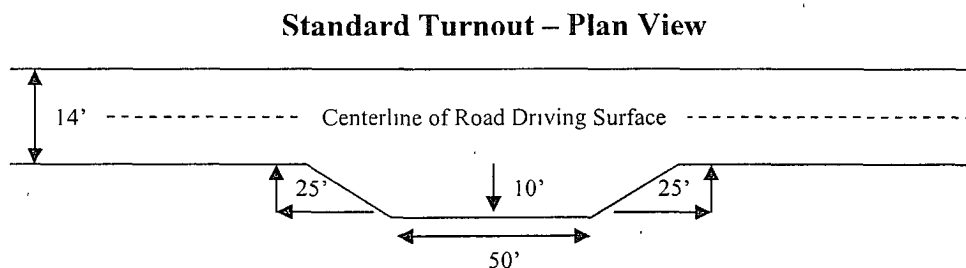 Standard Turnout – Plan View
14'
Centerline of Road Driving Surface
25'
10'
25'
50'